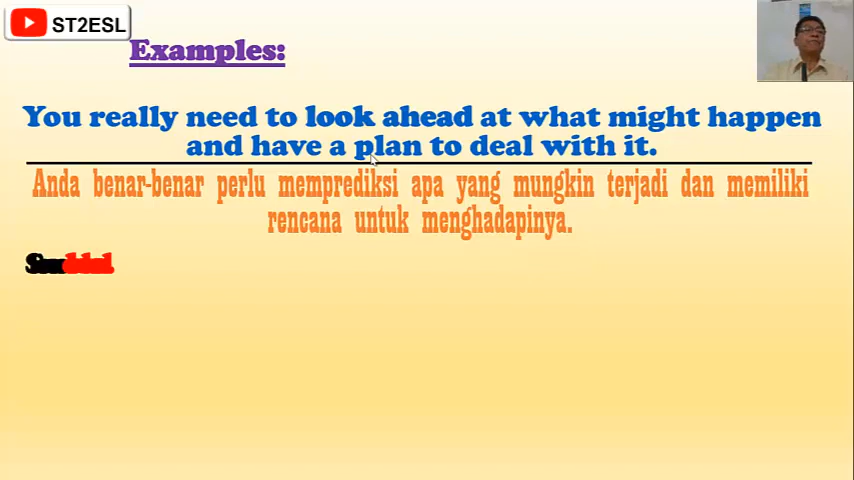 ST2ESL
Examples:
You really need to look ahead at what might happen
and have a plan to deal with it.
Anda benar-benar perlu memprediksi apa yang mungkin terjadi dan memiliki
rencana untuk menghadapinya.